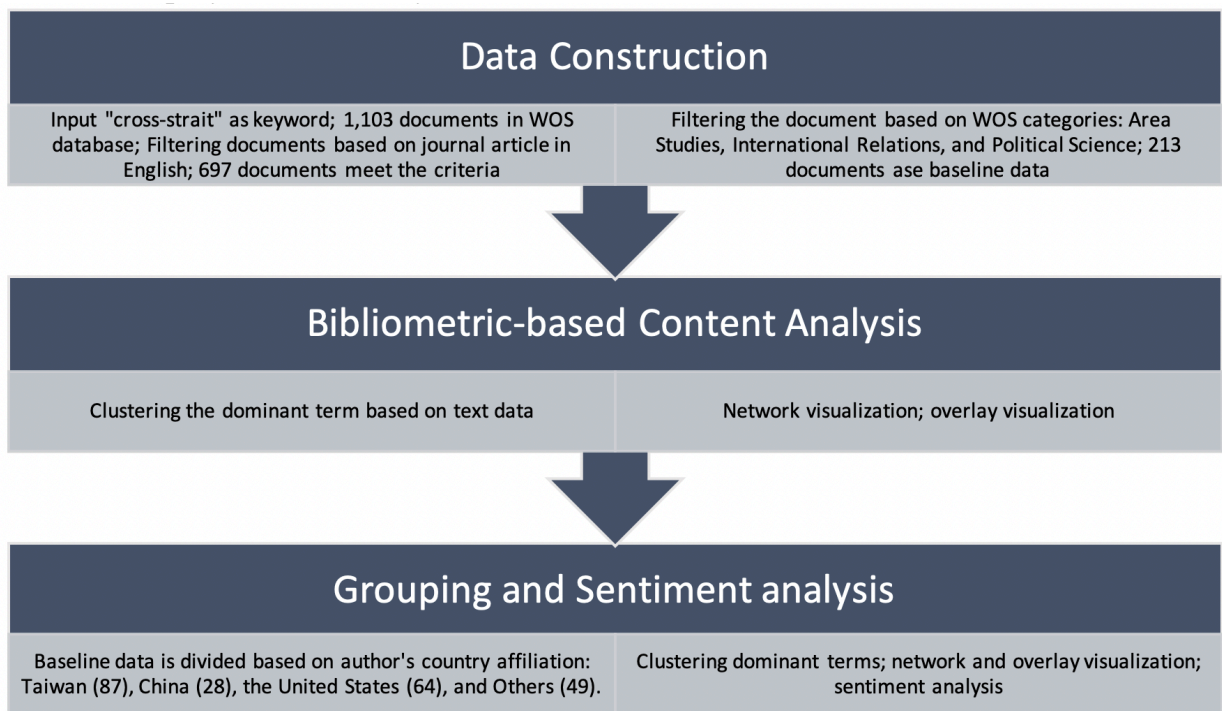 Data Construction
Input "cross-strait" as keyword; 1,103 documents in WOS
database; Filtering documents based on journal article in
English; 697 documents meet the criteria
Filtering the document based on WOS categories: Area
Studies, International Relations, and Political Science; 213
documents ase baseline data
Bibliometric-based Content Analysis
Clustering the dominant term based on text data
Network visualization; overlay visualization
Grouping and Sentiment analysis
Baseline data is divided based on author's country affiliation:
Taiwan (87), China (28), the United States (64), and Others (49).
Clustering dominant terms; network and overlay visualization;
sentiment analysis